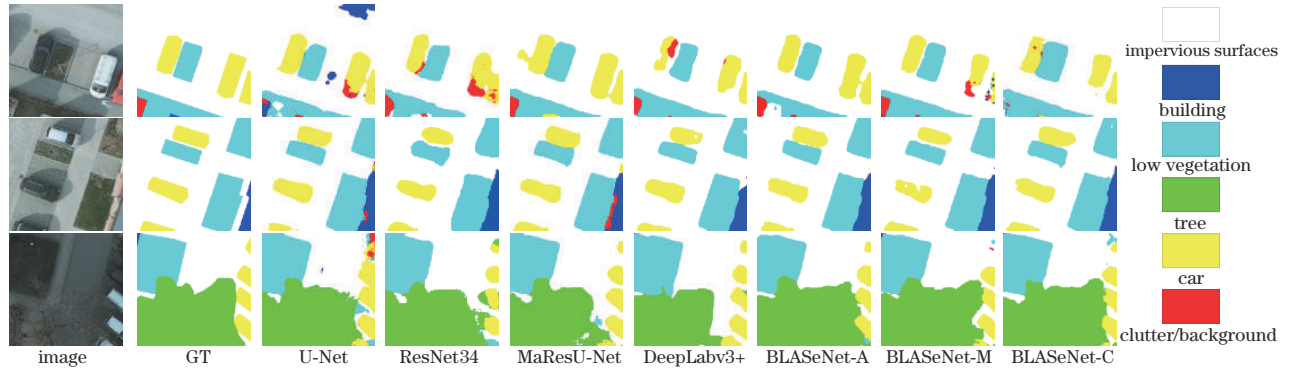 impervious surfaces
building
low vegetation
tree
car
clutter/background
image GT U-Net ResNet34 MaResU-Net DeepLabv3+ BLASeNet-A BLASeNet-M BLASeNet-C